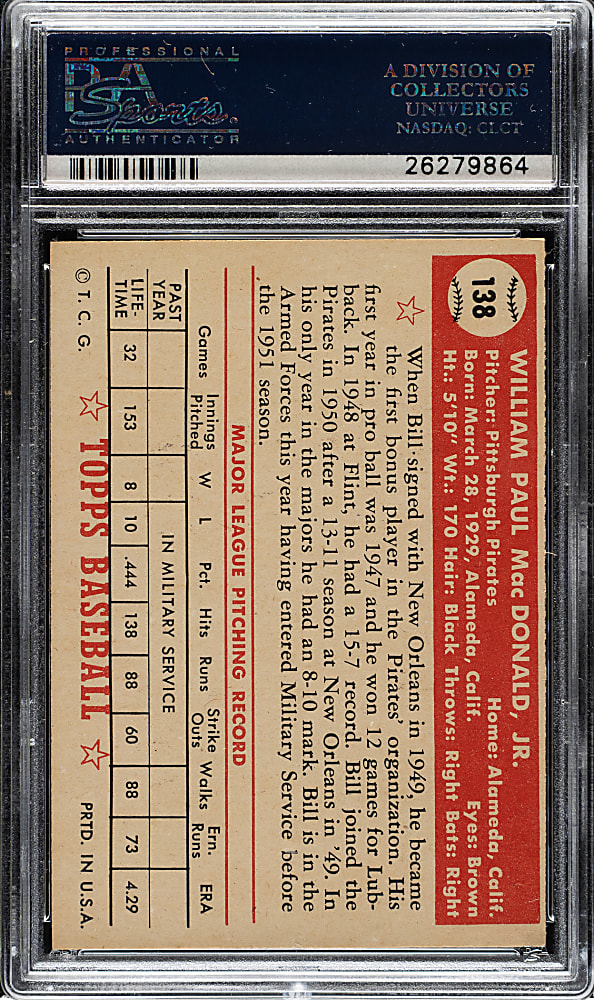 PROFESSIONAL
PSA
Sports.
AUTHENTICATOR
A DIVISION OF
COLLECTORS
UNIVERSE
NASDAQ: CLCT
26279864
138
WILLIAM PAUL Mac DONALD, JR.
Pitcher: Pittsburgh Pirates Home: Alameda, Calif.
Born: March 28, 1929, Alameda, Calif. Eyes: Brown
Ht.: 5'10" Wt.: 170 Hair: Black Throws: Right Bats: Right
When Bill signed with New Orleans in 1949, he became
the first bonus player in the Pirates' organization. His
first year in pro ball was 1947 and he won 12 games for Lub-
back. In 1948 at Flint, he had a 15-7 record. Bill joined the
Pirates in 1950 after a 13-11 season at New Orleans in '49. In
his only year in the majors he had an 8-10 mark. Bill is in the
Armed Forces this year having entered Military Service before
the 1951 season.
MAJOR LEAGUE PITCHING RECORD
Games Innings Pitched W L Pct. Hits Runs Strike Outs Walks Ern. Runs ERA
PAST YEAR IN MILITARY SERVICE
LIFE-TIME 32 153 8 10 .444 138 88 60 88 73 4.29
© T. C. G. TOPPS BASEBALL PRTD. IN U.S.A.